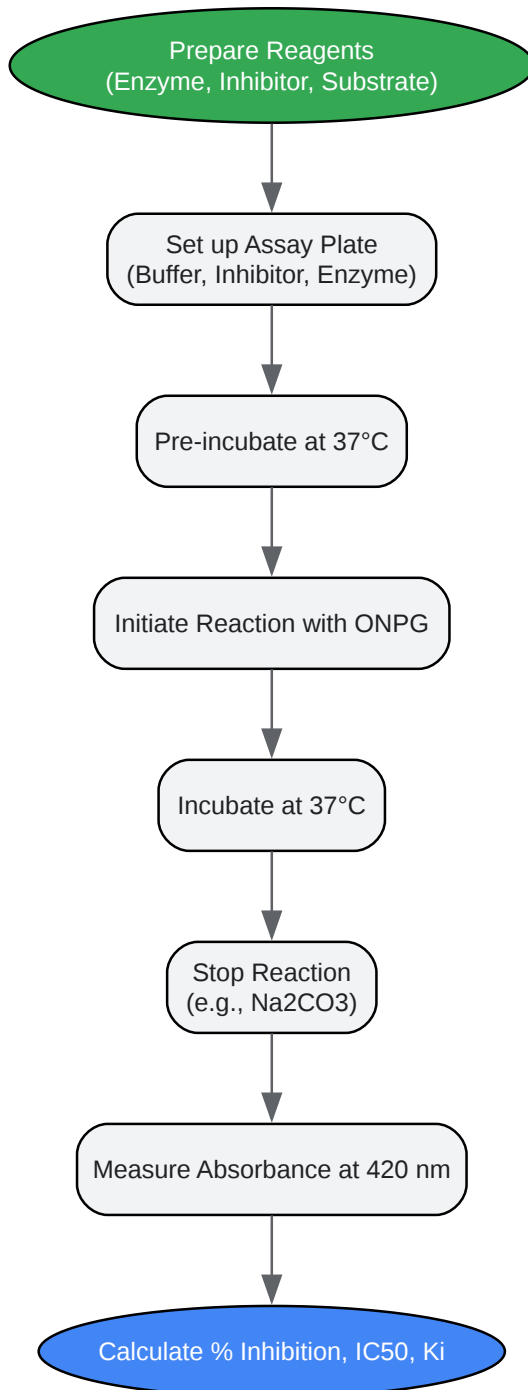 Prepare Reagents
(Enzyme, Inhibitor, Substrate)
Set up Assay Plate
(Buffer, Inhibitor, Enzyme)
Pre-incubate at 37°C
Initiate Reaction with ONPG
Incubate at 37°C
Stop Reaction
(e.g., Na2CO3)
Measure Absorbance at 420 nm
Calculate % Inhibition, IC50, Ki